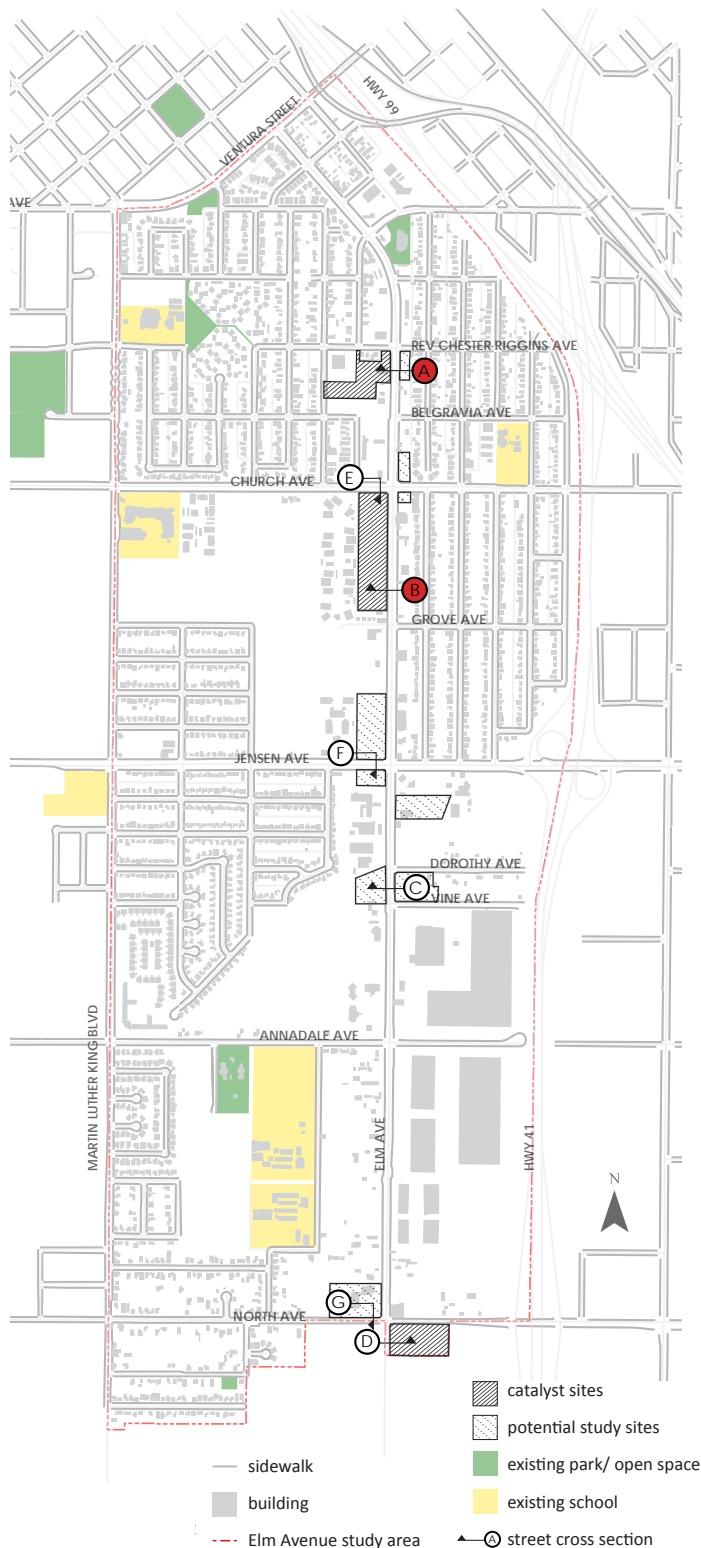 HWY 99
VENTURA STREET
AVE
REV CHESTER RIGGINS AVE
A
BELGRAVIA AVE
E
CHURCH AVE
B
GROVE AVE
F
JENSEN AVE
DOROTHY AVE
C
VINE AVE
MARTIN LUTHER KING BLVD
ANNADALE AVE
ELM AVE
HWY 41
N
G
NORTH AVE
D
catalyst sites
potential study sites
sidewalk
existing park/ open space
building
existing school
Elm Avenue study area
A street cross section